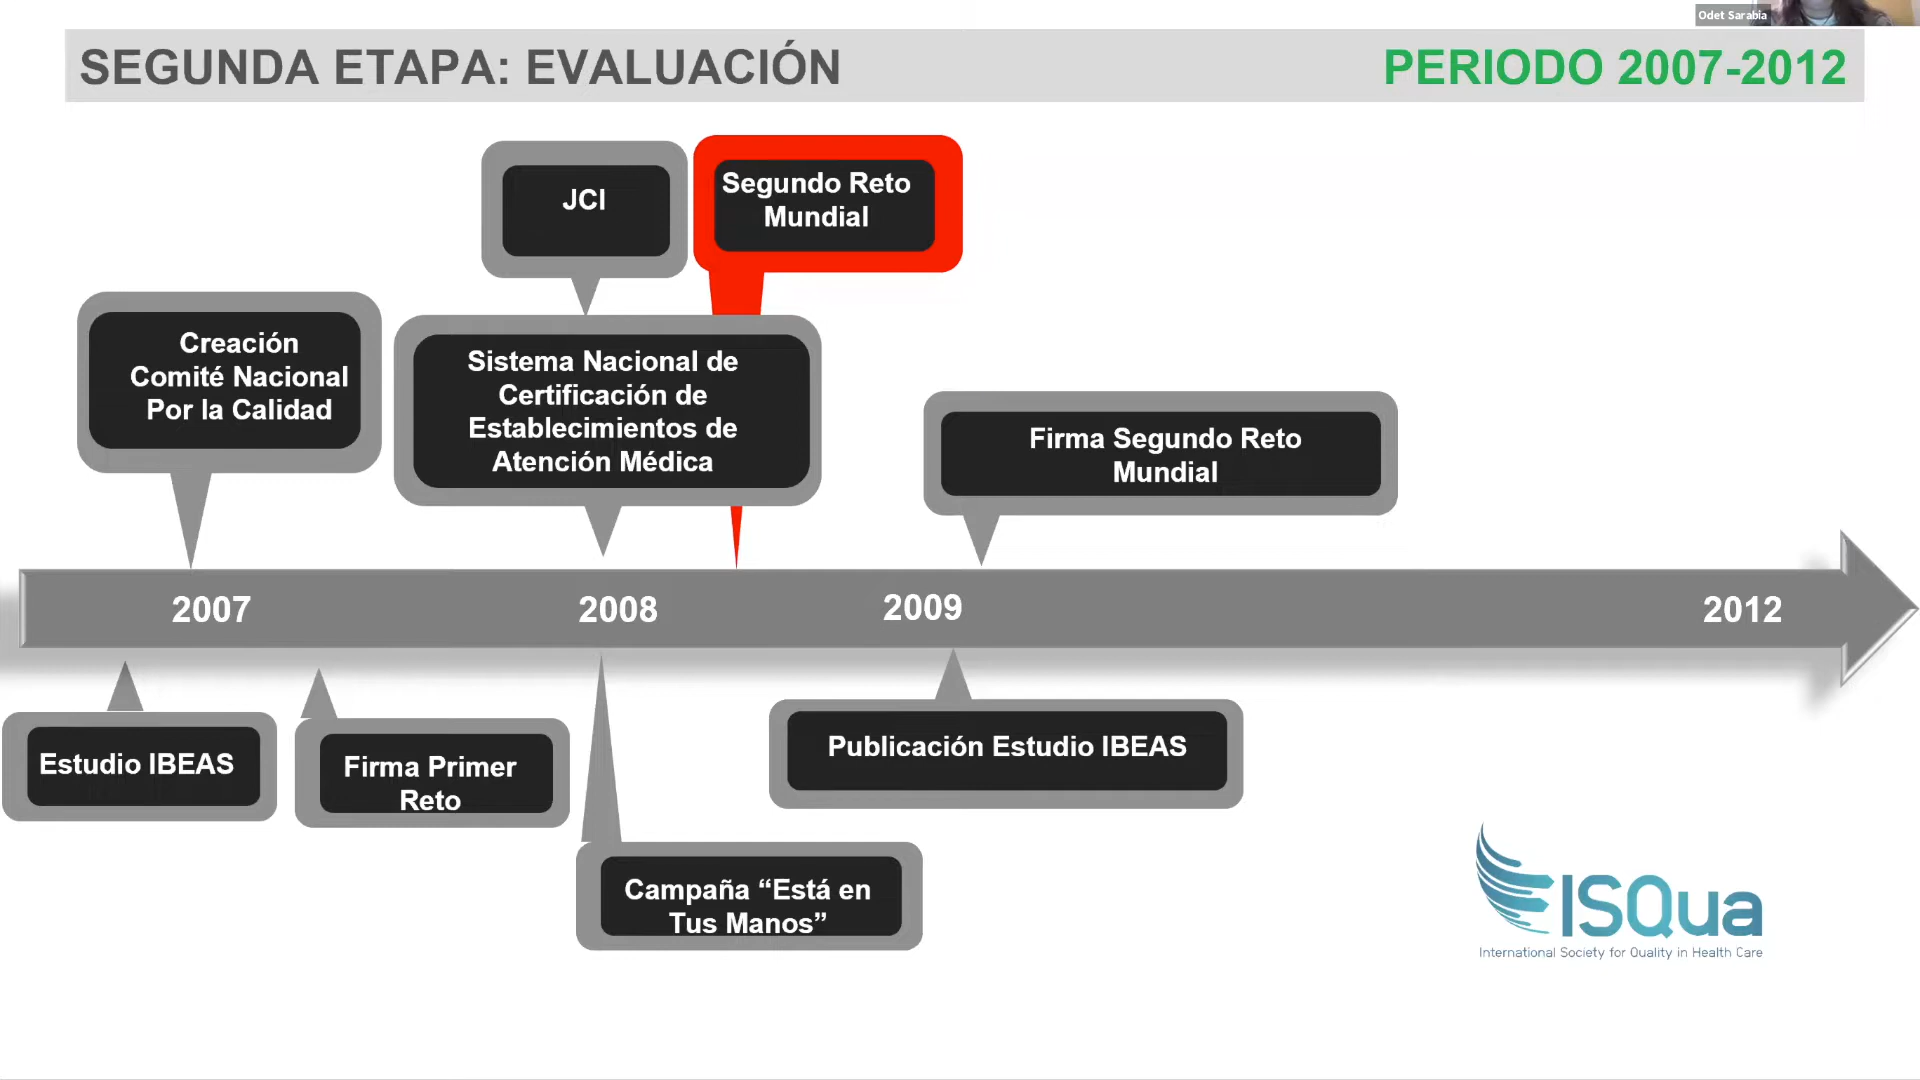 Odet Sarabia
SEGUNDA ETAPA: EVALUACIÓN
PERIODO 2007-2012
JCI
Segundo Reto
Mundial
Creación
Comité Nacional
Por la Calidad
Sistema Nacional de
Certificación de
Establecimientos de
Atención Médica
Firma Segundo Reto
Mundial
2007
2008
2009
2012
Estudio IBEAS
Firma Primer
Reto
Publicación Estudio IBEAS
Campaña “Está en
Tus Manos”
ISQua
International Society for Quality in Health Care